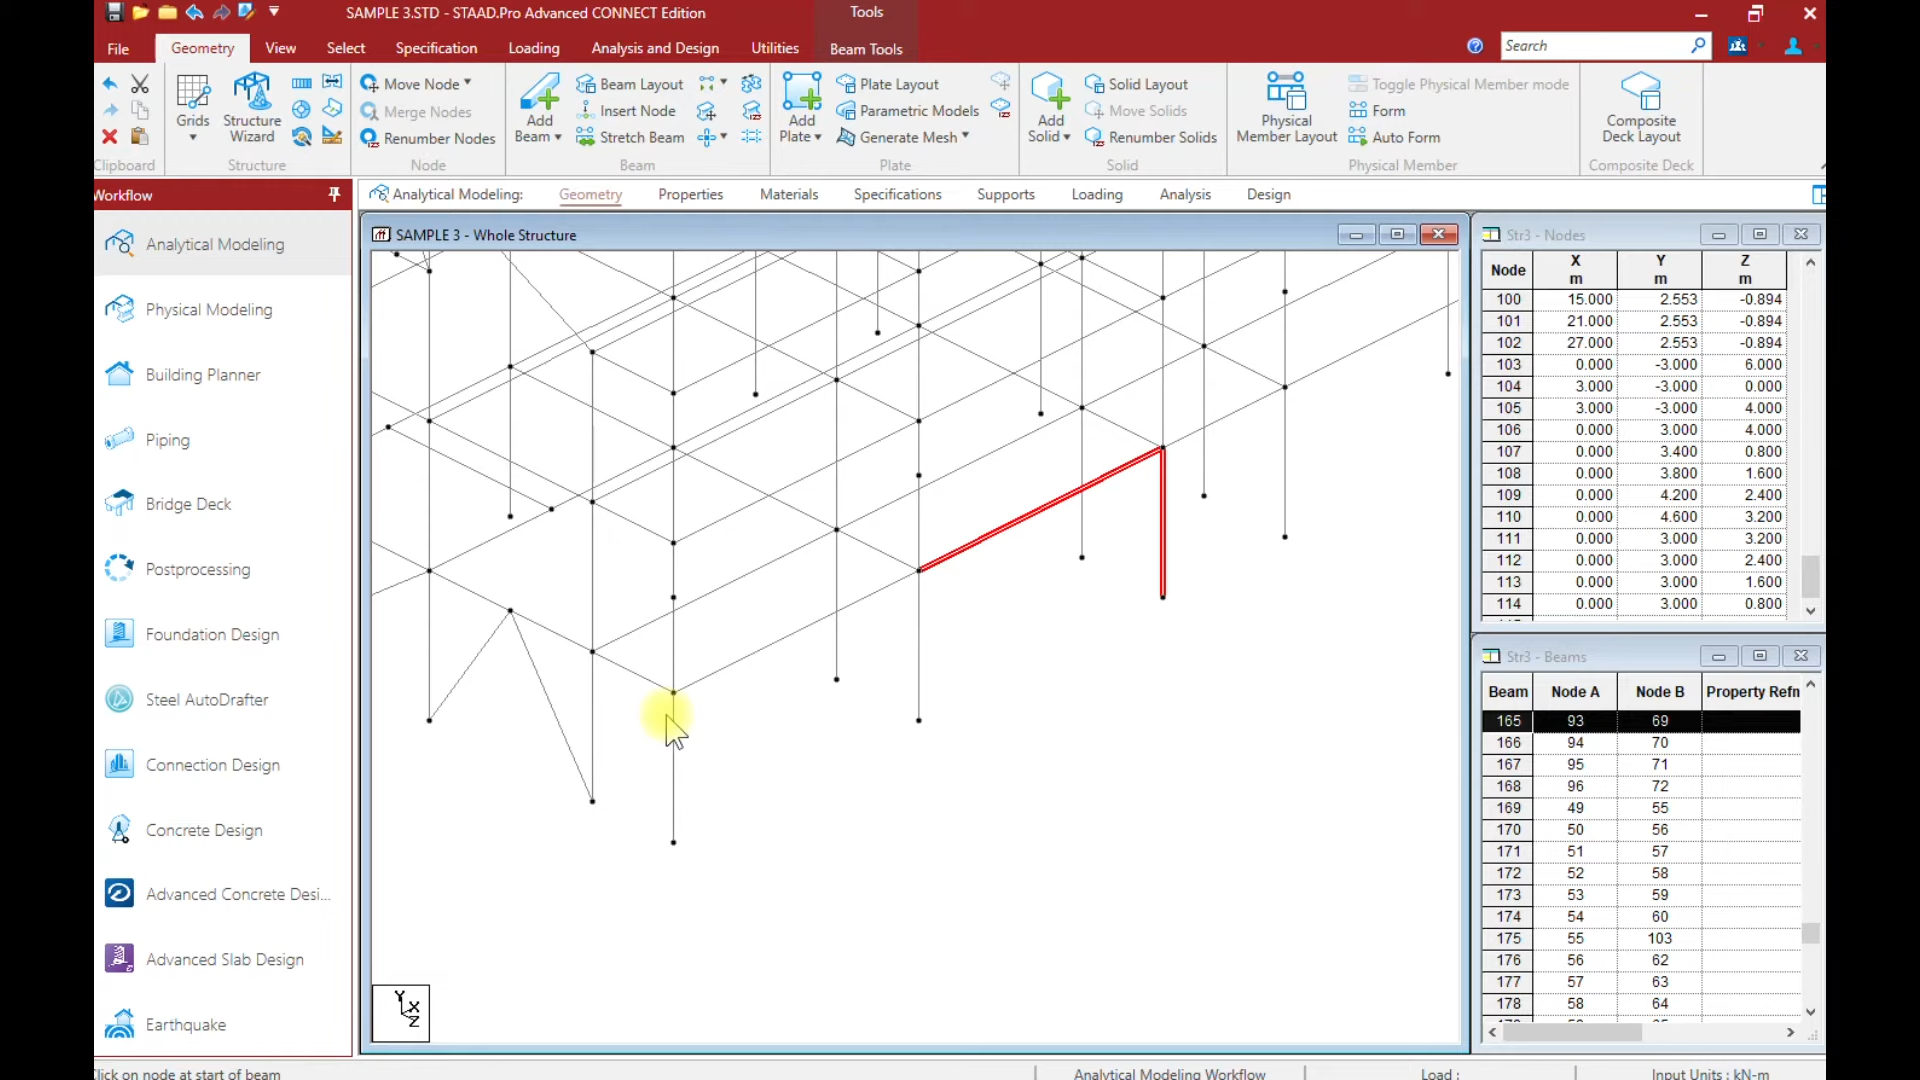 SAMPLE 3.STD - STAAD.Pro Advanced CONNECT Edition
Tools
File Geometry View Select Specification Loading Analysis and Design Utilities Beam Tools Search
Grids
Structure Wizard
Move Node
Merge Nodes
Renumber Nodes
Add Beam
Beam Layout
Insert Node
Stretch Beam
Add Plate
Plate Layout
Parametric Models
Generate Mesh
Add Solid
Solid Layout
Move Solids
Renumber Solids
Physical Member Layout
Toggle Physical Member mode
Form
Auto Form
Composite Deck Layout
Clipboard Structure Node Beam Plate Solid Physical Member Composite Deck
Workflow
Analytical Modeling: Geometry Properties Materials Specifications Supports Loading Analysis Design
Analytical Modeling
Physical Modeling
Building Planner
Piping
Bridge Deck
Postprocessing
Foundation Design
Steel AutoDrafter
Connection Design
Concrete Design
Advanced Concrete Desi...
Advanced Slab Design
Earthquake
SAMPLE 3 - Whole Structure
Y
X
Z
Str3 - Nodes
Node X m Y m Z m
100 15.000 2.553 -0.894
101 21.000 2.553 -0.894
102 27.000 2.553 -0.894
103 0.000 -3.000 6.000
104 3.000 -3.000 0.000
105 3.000 -3.000 4.000
106 0.000 3.000 4.000
107 0.000 3.400 0.800
108 0.000 3.800 1.600
109 0.000 4.200 2.400
110 0.000 4.600 3.200
111 0.000 3.000 3.200
112 0.000 3.000 2.400
113 0.000 3.000 1.600
114 0.000 3.000 0.800
Str3 - Beams
Beam Node A Node B Property Refn
165 93 69
166 94 70
167 95 71
168 96 72
169 49 55
170 50 56
171 51 57
172 52 58
173 53 59
174 54 60
175 55 103
176 56 62
177 57 63
178 58 64
Click on node at start of beam
Analytical Modeling Workflow
Load :
Input Units : kN-m